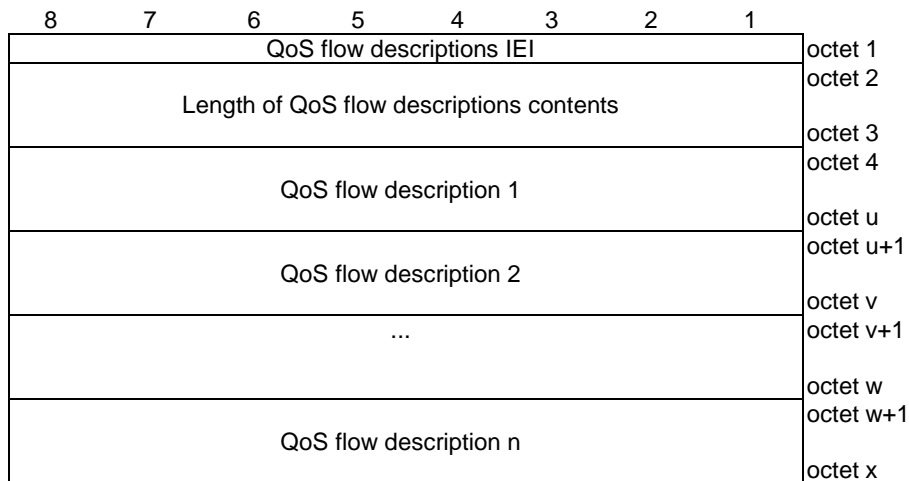 8 7 6 5 4 3 2 1
QoS flow descriptions IEI octet 1
octet 2
Length of QoS flow descriptions contents
octet 3
octet 4
QoS flow description 1
octet u
octet u+1
QoS flow description 2
octet v
... octet v+1
octet w
octet w+1
QoS flow description n
octet x